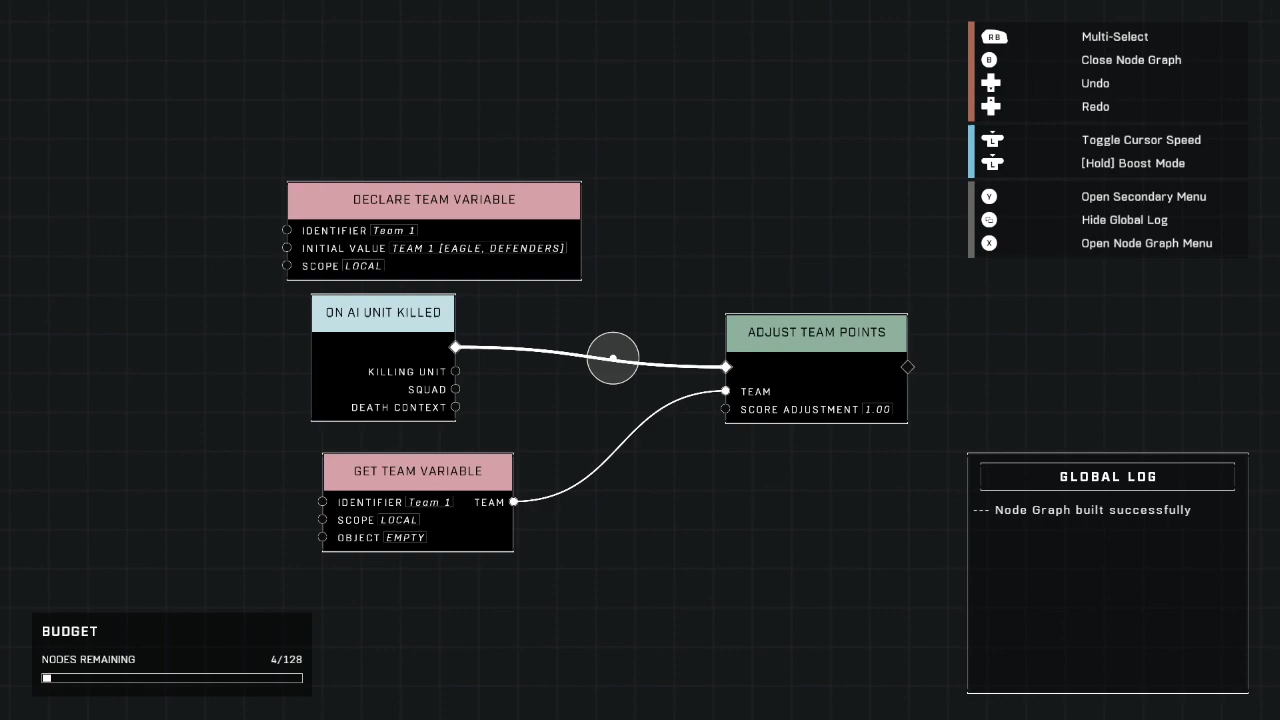 RB Multi-Select
B Close Node Graph
Undo
Redo
L Toggle Cursor Speed
L [Hold] Boost Mode
Y Open Secondary Menu
Hide Global Log
X Open Node Graph Menu
DECLARE TEAM VARIABLE
IDENTIFIER Team 1
INITIAL VALUE TEAM 1 [EAGLE, DEFENDERS]
SCOPE LOCAL
ON AI UNIT KILLED
KILLING UNIT
SQUAD
DEATH CONTEXT
ADJUST TEAM POINTS
TEAM
SCORE ADJUSTMENT 1.00
GET TEAM VARIABLE
IDENTIFIER Team 1 TEAM
SCOPE LOCAL
OBJECT EMPTY
GLOBAL LOG
--- Node Graph built successfully
BUDGET
NODES REMAINING 4/128